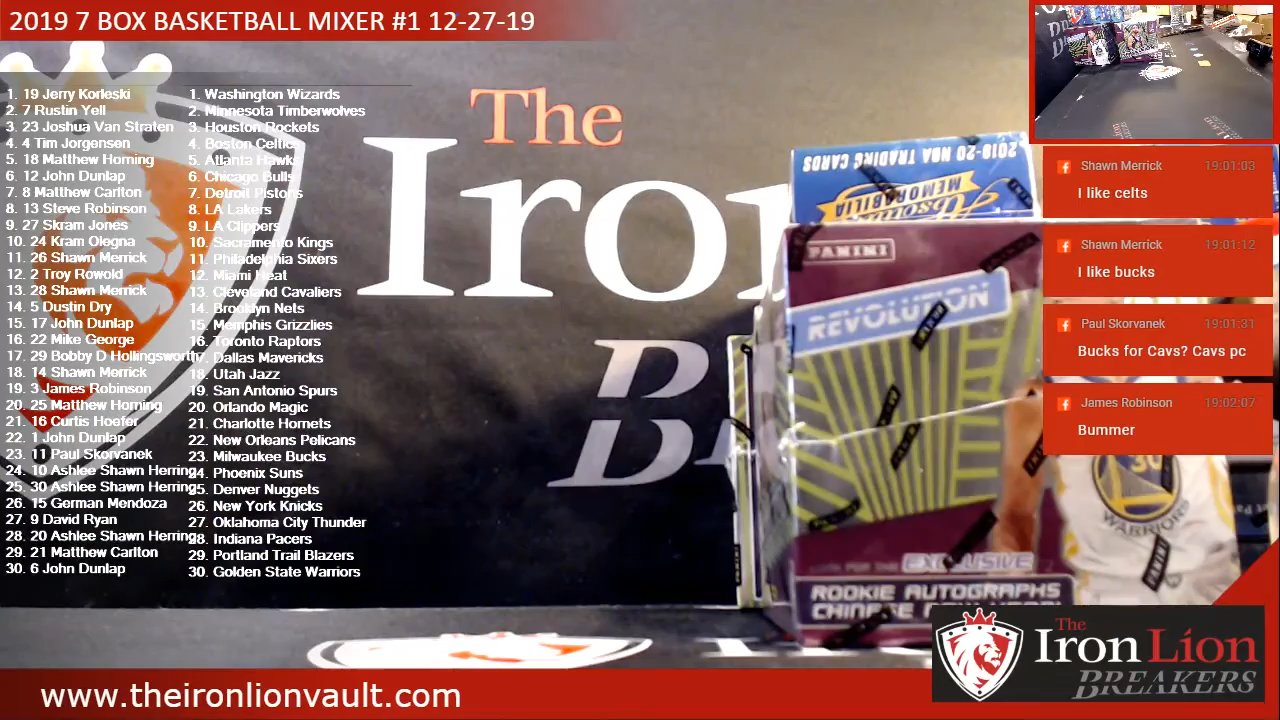 2019 7 BOX BASKETBALL MIXER #1 12-27-19
1. 19 Jerry Korleski
2. 7 Rustin Yell
3. 23 Joshua Van Straten
4. 4 Tim Jorgensen
5. 18 Matthew Horning
6. 12 John Dunlap
7. 8 Matthew Carlton
8. 13 Steve Robinson
9. 27 Skram Jones
10. 24 Kram Olegna
11. 26 Shawn Merrick
12. 2 Troy Rowold
13. 28 Shawn Merrick
14. 5 Dustin Dry
15. 17 John Dunlap
16. 22 Mike George
17. 29 Bobby D Hollingsworth
18. 14 Shawn Merrick
19. 3 James Robinson
20. 25 Matthew Horning
21. 16 Curtis Hoefer
22. 1 John Dunlap
23. 11 Paul Skorvanek
24. 10 Ashlee Shawn Herring
25. 30 Ashlee Shawn Herring
26. 15 German Mendoza
27. 9 David Ryan
28. 20 Ashlee Shawn Herring
29. 21 Matthew Carlton
30. 6 John Dunlap
1. Washington Wizards
2. Minnesota Timberwolves
3. Houston Rockets
4. Boston Celtics
5. Atlanta Hawks
6. Chicago Bulls
7. Detroit Pistons
8. LA Lakers
9. LA Clippers
10. Sacramento Kings
11. Philadelphia Sixers
12. Miami Heat
13. Cleveland Cavaliers
14. Brooklyn Nets
15. Memphis Grizzlies
16. Toronto Raptors
17. Dallas Mavericks
18. Utah Jazz
19. San Antonio Spurs
20. Orlando Magic
21. Charlotte Hornets
22. New Orleans Pelicans
23. Milwaukee Bucks
24. Phoenix Suns
25. Denver Nuggets
26. New York Knicks
27. Oklahoma City Thunder
28. Indiana Pacers
29. Portland Trail Blazers
30. Golden State Warriors
The
Iron
B
2019-20 NBA TRADING CARDS
Absolute
MEMORABILIA
PANINI
REVOLUTION
EXCLUSIVE
ROOKIE AUTOGRAPHS
CHINESE NEW YEAR
30
WARRIORS
PANINI
Shawn Merrick 19:01:03
I like celts
Shawn Merrick 19:01:12
I like bucks
Paul Skorvanek 19:01:31
Bucks for Cavs? Cavs pc
James Robinson 19:02:07
Bummer
www.theironlionvault.com
The
Iron Lion
BREAKERS